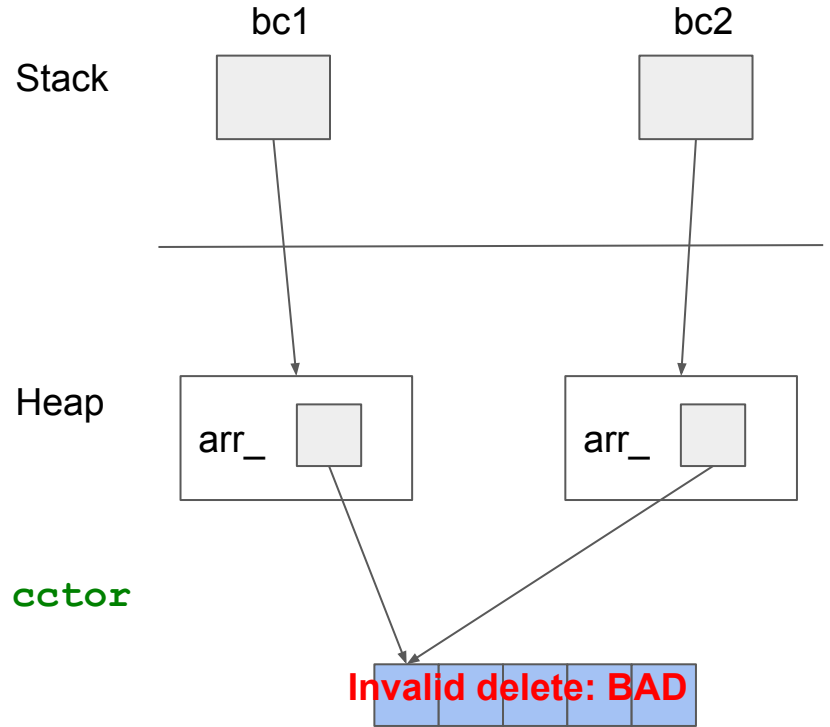 bc1
bc2
Stack
Heap
arr_
arr_
cctor
Invalid delete: BAD